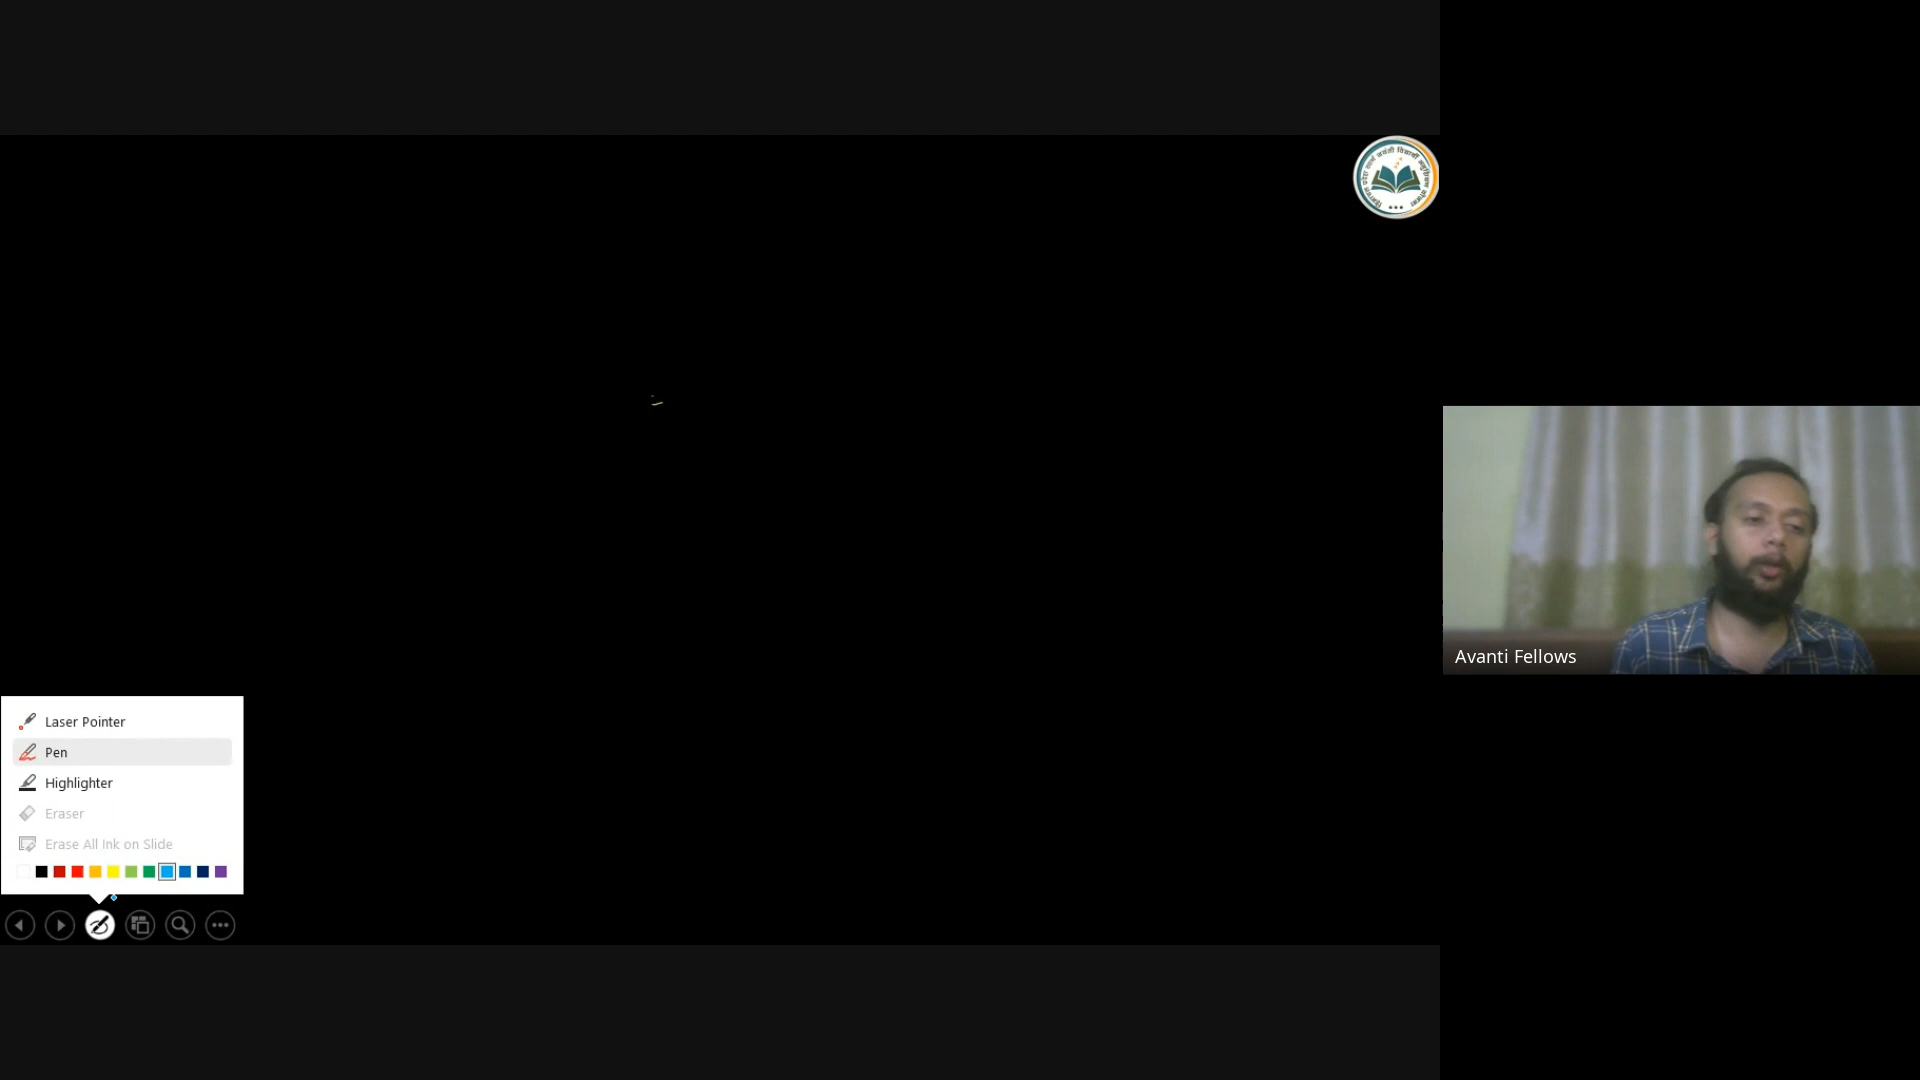 Laser Pointer
Pen
Highlighter
Eraser
Erase All Ink on Slide
Avanti Fellows